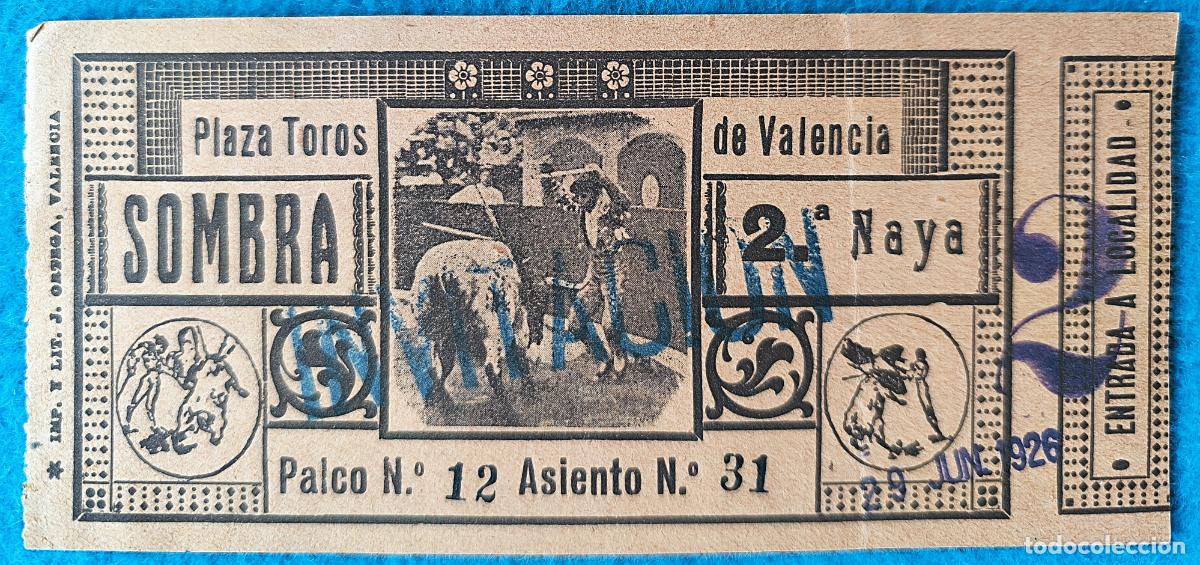 Plaza Toros de Valencia
SOMBRA
2.ª Naya
INVITACION
Palco N.º 12 Asiento N.º 31
29 JUN. 1926
ENTRADA A LOCALIDAD
* IMP. Y LIT. J. ORTEGA, VALENCIA
todocoleccion